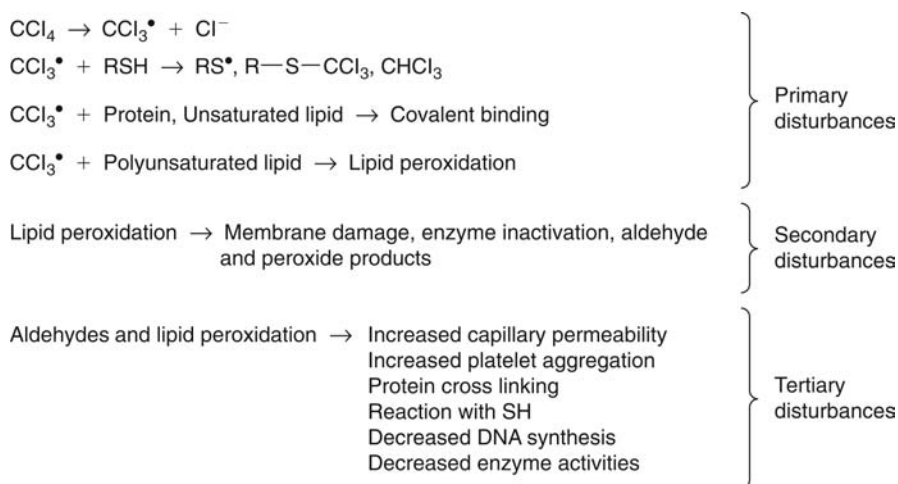 CCl₄ → CCl₃• + Cl⁻
CCl₃• + RSH → RS•, R—S—CCl₃, CHCl₃
CCl₃• + Protein, Unsaturated lipid → Covalent binding
CCl₃• + Polyunsaturated lipid → Lipid peroxidation
Primary
disturbances
Lipid peroxidation → Membrane damage, enzyme inactivation, aldehyde
and peroxide products
Secondary
disturbances
Aldehydes and lipid peroxidation → Increased capillary permeability
Increased platelet aggregation
Protein cross linking
Reaction with SH
Decreased DNA synthesis
Decreased enzyme activities
Tertiary
disturbances